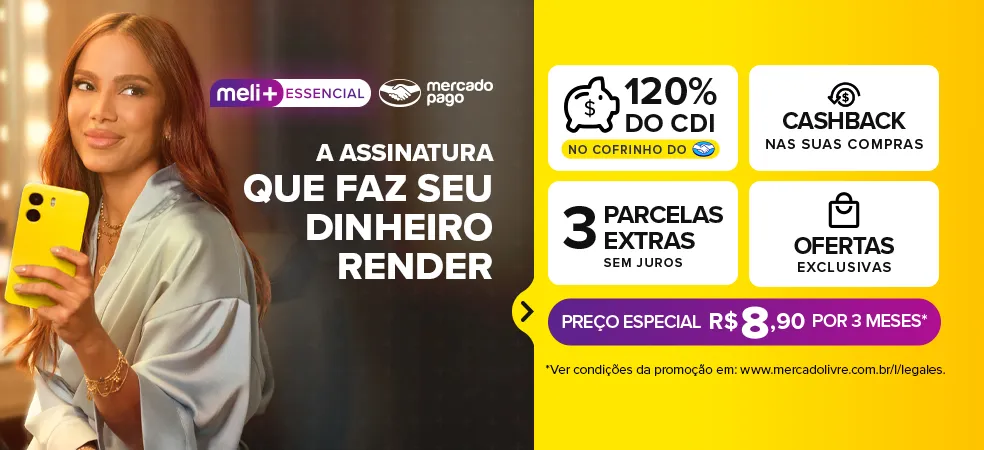 meli+ ESSENCIAL
mercado
pago
A ASSINATURA
QUE FAZ SEU
DINHEIRO
RENDER
120%
DO CDI
NO COFRINHO DO
CASHBACK
NAS SUAS COMPRAS
3 PARCELAS
EXTRAS
SEM JUROS
OFERTAS
EXCLUSIVAS
PREÇO ESPECIAL R$8,90 POR 3 MESES*
*Ver condições da promoção em: www.mercadolivre.com.br/l/legales.